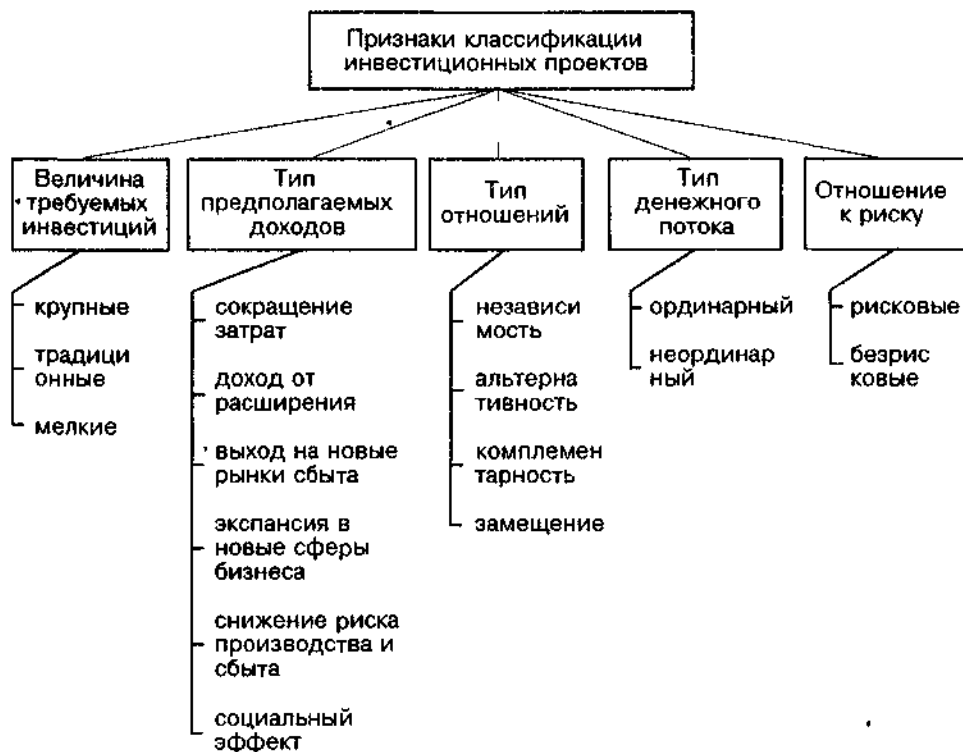 Признаки классификации
инвестиционных проектов
Величина
требуемых
инвестиций
Тип
предполагаемых
доходов
Тип
отношений
Тип
денежного
потока
Отношение
к риску
крупные
традици
онные
мелкие
сокращение
затрат
доход от
расширения
выход на новые
рынки сбыта
экспансия в
новые сферы
бизнеса
снижение риска
производства и
сбыта
социальный
эффект
независи
мость
альтерна
тивность
комплемен
тарность
замещение
ординарный
неординар
ный
рисковые
безрис
ковые